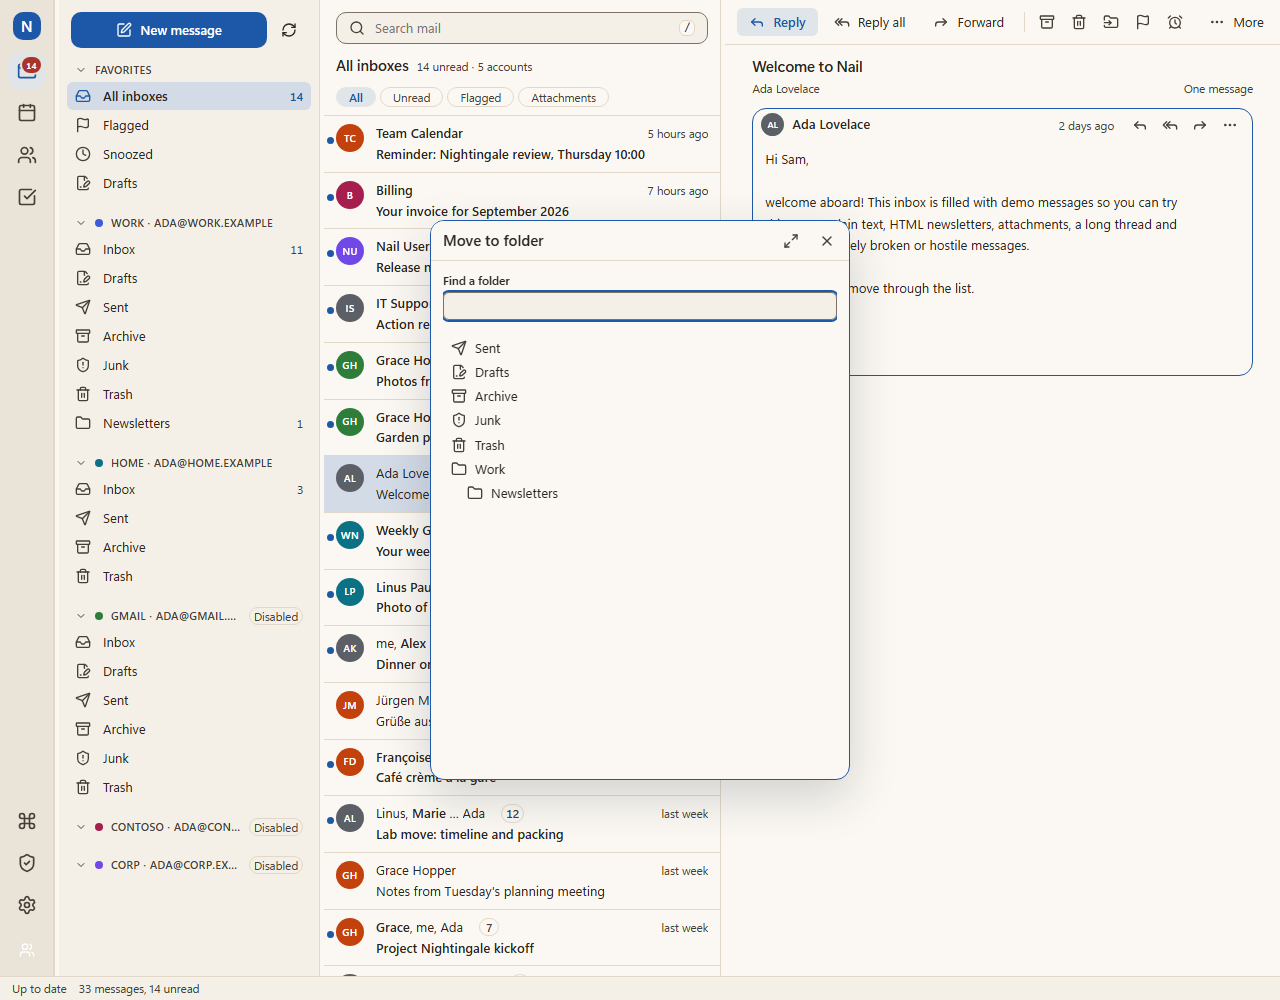 N
14
New message
FAVORITES
All inboxes 14
Flagged
Snoozed
Drafts
WORK · ADA@WORK.EXAMPLE
Inbox 11
Drafts
Sent
Archive
Junk
Trash
Newsletters 1
HOME · ADA@HOME.EXAMPLE
Inbox 3
Sent
Archive
Trash
GMAIL · ADA@GMAIL.... Disabled
Inbox
Drafts
Sent
Archive
Junk
Trash
CONTOSO · ADA@CON... Disabled
CORP · ADA@CORP.EX... Disabled
Search mail /
All inboxes 14 unread · 5 accounts
All Unread Flagged Attachments
TC Team Calendar 5 hours ago
Reminder: Nightingale review, Thursday 10:00
B Billing 7 hours ago
Your invoice for September 2026
NU Nail User
Release
IS IT Suppo
Action re
GH Grace Ho
Photos fr
GH Grace Ho
Garden p
AL Ada Love
Welcome
WN Weekly G
Your wee
LP Linus Pau
Photo of
AK me, Alex
Dinner or
JM Jürgen M
Grüße aus
FD Françoise
Café crème à la gare
AL Linus, Marie ... Ada 12 last week
Lab move: timeline and packing
GH Grace Hopper last week
Notes from Tuesday's planning meeting
GH Grace, me, Ada 7 last week
Project Nightingale kickoff
Reply Reply all Forward More
Welcome to Nail
Ada Lovelace One message
AL Ada Lovelace 2 days ago
Hi Sam,
welcome aboard! This inbox is filled with demo messages so you can try
in text, HTML newsletters, attachments, a long thread and
ely broken or hostile messages.
move through the list.
Move to folder
Find a folder
Sent
Drafts
Archive
Junk
Trash
Work
Newsletters
Up to date 33 messages, 14 unread